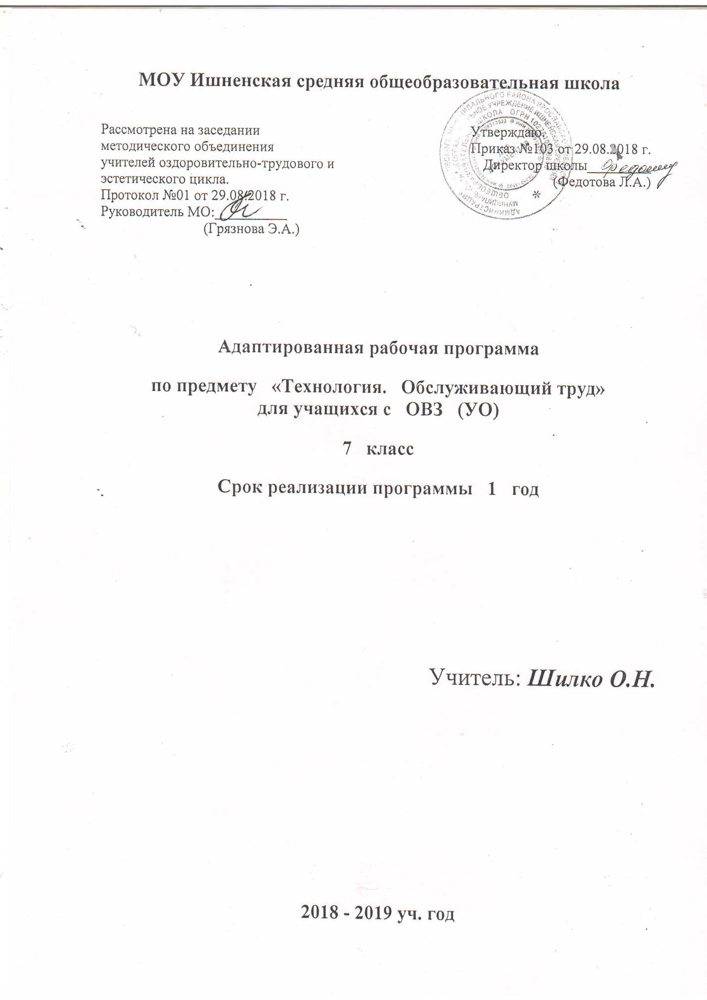 МОУ Ишненская средняя общеобразовательная школа
Рассмотрена на заседании
методического объединения
учителей оздоровительно-трудового и
эстетического цикла.
Протокол №01 от 29.08.2018 г.
Руководитель МО:__________
(Грязнова Э.А.)
Утверждаю.
Приказ №103 от 29.08.2018 г.
Директор школы_________
(Федотова Л.А.)
Адаптированная рабочая программа
по предмету «Технология. Обслуживающий труд»
для учащихся с ОВЗ (УО)
7 класс
Срок реализации программы 1 год
Учитель: Шилко О.Н.
2018 - 2019 уч. год